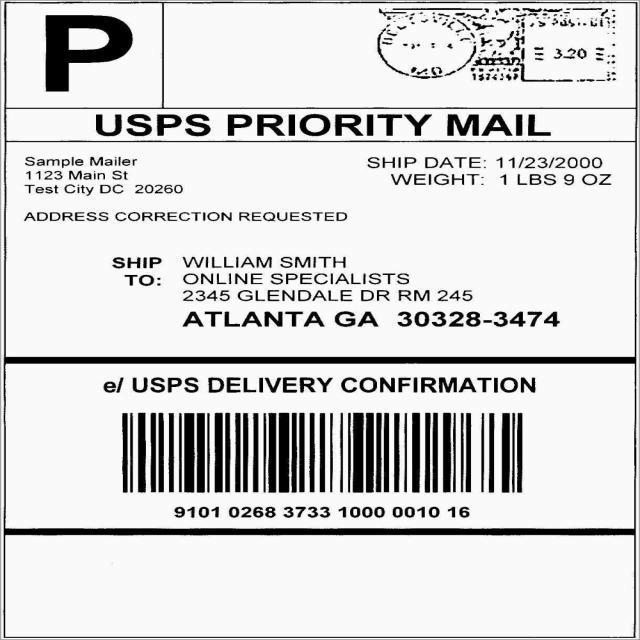 P
3.20
USPS PRIORITY MAIL
Sample Mailer
1123 Main St
Test City DC 20260
SHIP DATE: 11/23/2000
WEIGHT: 1 LBS 9 OZ
ADDRESS CORRECTION REQUESTED
SHIP TO: WILLIAM SMITH
ONLINE SPECIALISTS
2345 GLENDALE DR RM 245
ATLANTA GA 30328-3474
e/ USPS DELIVERY CONFIRMATION
9101 0268 3733 1000 0010 16